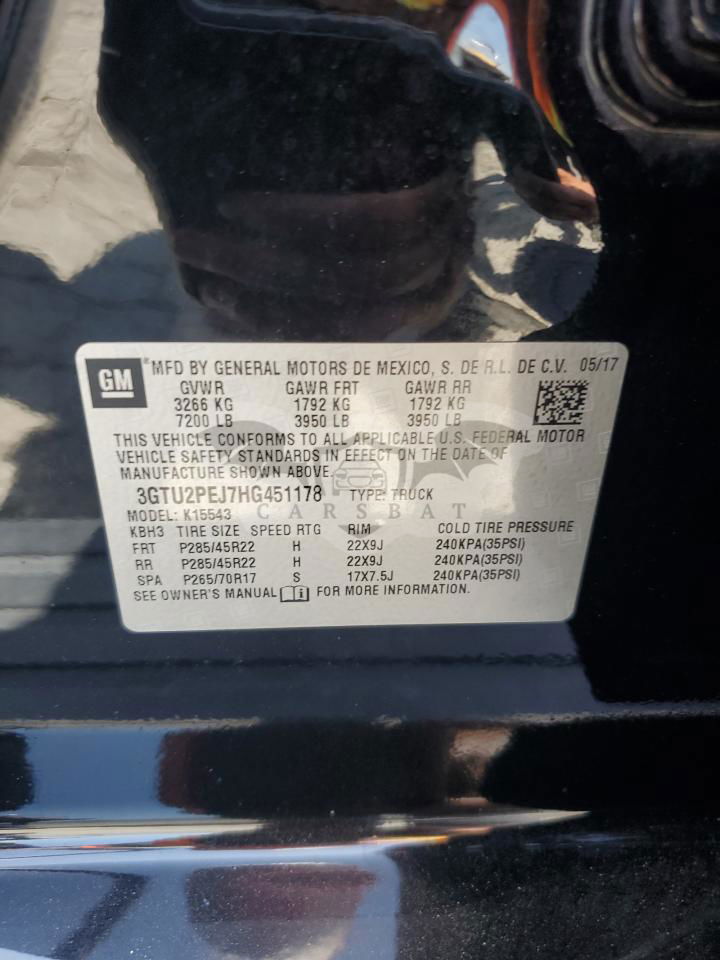 GM
® MFD BY GENERAL MOTORS DE MEXICO, S. DE R.L. DE C.V. 05/17
GVWR GAWR FRT GAWR RR
3266 KG 1792 KG 1792 KG
7200 LB 3950 LB 3950 LB
THIS VEHICLE CONFORMS TO ALL APPLICABLE U.S. FEDERAL MOTOR
VEHICLE SAFETY STANDARDS IN EFFECT ON THE DATE OF
MANUFACTURE SHOWN ABOVE.
3GTU2PEJ7HG451178 TYPE: TRUCK
MODEL: K15543
CARSBAT
KBH3 TIRE SIZE SPEED RTG RIM COLD TIRE PRESSURE
FRT P285/45R22 H 22X9J 240KPA(35PSI)
RR P285/45R22 H 22X9J 240KPA(35PSI)
SPA P265/70R17 S 17X7.5J 240KPA(35PSI)
SEE OWNER'S MANUAL FOR MORE INFORMATION.